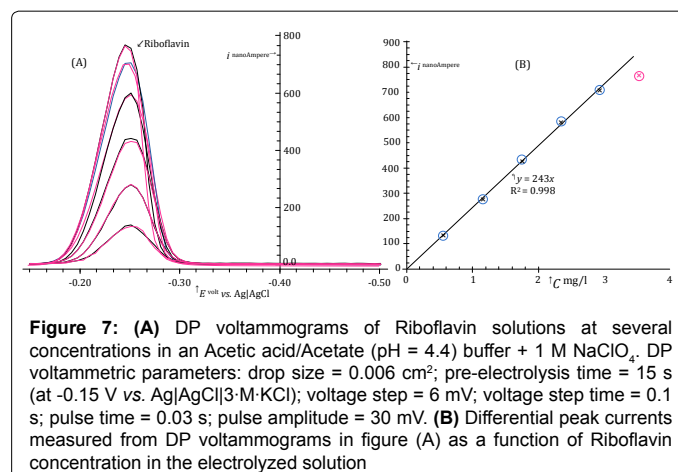 (A)
↙Riboflavin
i nanoAmpere→
800
600
400
200
0.0
-0.20
-0.30
-0.40
-0.50
↑E volt vs. Ag|AgCl
900
800
700
600
500
400
300
200
100
0
←i nanoAmpere
(B)
↰y = 243x
R² = 0.998
0
2
3
4
↑C mg/l
Figure 7: (A) DP voltammograms of Riboflavin solutions at several
concentrations in an Acetic acid/Acetate (pH = 4.4) buffer + 1 M NaClO₄. DP
voltammetric parameters: drop size = 0.006 cm²; pre-electrolysis time = 15 s
(at -0.15 V vs. Ag|AgCl|3·M·KCl); voltage step = 6 mV; voltage step time = 0.1
s; pulse time = 0.03 s; pulse amplitude = 30 mV. (B) Differential peak currents
measured from DP voltammograms in figure (A) as a function of Riboflavin
concentration in the electrolyzed solution